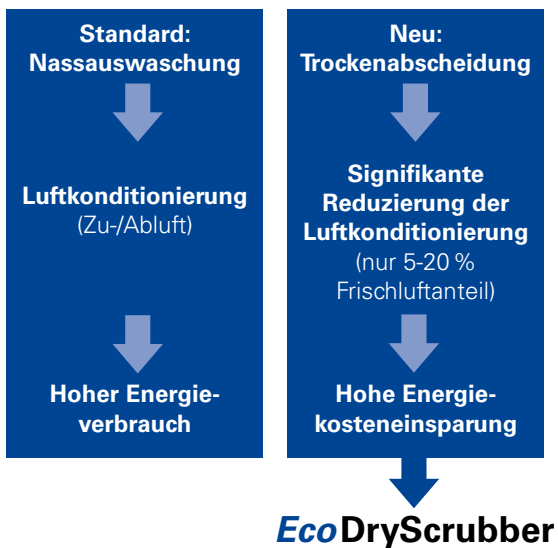 Standard:
Nassauswaschung
Luftkonditionierung
(Zu-/Abluft)
Hoher Energie-
verbrauch
Neu:
Trockenabscheidung
Signifikante
Reduzierung der
Luftkonditionierung
(nur 5-20 %
Frischluftanteil)
Hohe Energie-
kosteneinsparung
EcoDryScrubber